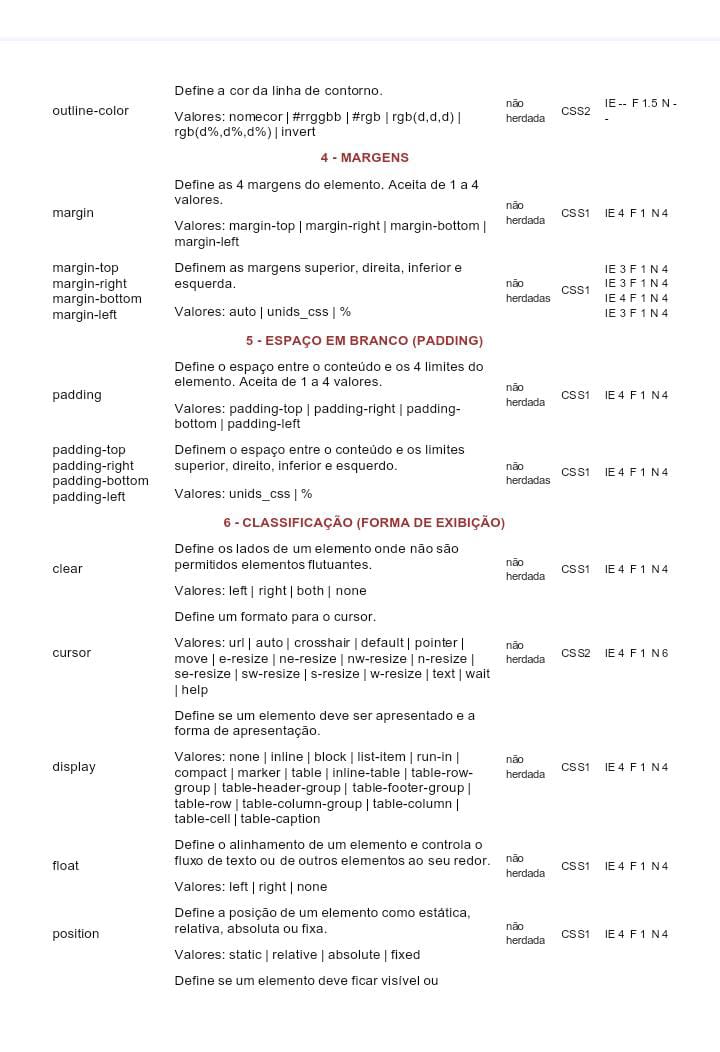 outline-color
Define a cor da linha de contorno.
Valores: nomecor | #rrggbb | #rgb | rgb(d,d,d) |
rgb(d%,d%,d%) | invert
não
herdada
CSS2
IE -- F 1.5 N -
-
4 - MARGENS
margin
Define as 4 margens do elemento. Aceita de 1 a 4
valores.
Valores: margin-top | margin-right | margin-bottom |
margin-left
não
herdada
CSS1
IE 4 F 1 N 4
margin-top
margin-right
margin-bottom
margin-left
Definem as margens superior, direita, inferior e
esquerda.
Valores: auto | unids_css | %
não
herdadas
CSS1
IE 3 F 1 N 4
IE 3 F 1 N 4
IE 4 F 1 N 4
IE 3 F 1 N 4
5 - ESPAÇO EM BRANCO (PADDING)
padding
Define o espaço entre o conteúdo e os 4 limites do
elemento. Aceita de 1 a 4 valores.
Valores: padding-top | padding-right | padding-
bottom | padding-left
não
herdada
CSS1
IE 4 F 1 N 4
padding-top
padding-right
padding-bottom
padding-left
Definem o espaço entre o conteúdo e os limites
superior, direito, inferior e esquerdo.
Valores: unids_css | %
não
herdadas
CSS1
IE 4 F 1 N 4
6 - CLASSIFICAÇÃO (FORMA DE EXIBIÇÃO)
clear
Define os lados de um elemento onde não são
permitidos elementos flutuantes.
Valores: left | right | both | none
não
herdada
CSS1
IE 4 F 1 N 4
cursor
Define um formato para o cursor.
Valores: url | auto | crosshair | default | pointer |
move | e-resize | ne-resize | nw-resize | n-resize |
se-resize | sw-resize | s-resize | w-resize | text | wait
| help
não
herdada
CSS2
IE 4 F 1 N 6
display
Define se um elemento deve ser apresentado e a
forma de apresentação.
Valores: none | inline | block | list-item | run-in |
compact | marker | table | inline-table | table-row-
group | table-header-group | table-footer-group |
table-row | table-column-group | table-column |
table-cell | table-caption
não
herdada
CSS1
IE 4 F 1 N 4
float
Define o alinhamento de um elemento e controla o
fluxo de texto ou de outros elementos ao seu redor.
Valores: left | right | none
não
herdada
CSS1
IE 4 F 1 N 4
position
Define a posição de um elemento como estática,
relativa, absoluta ou fixa.
Valores: static | relative | absolute | fixed
não
herdada
CSS1
IE 4 F 1 N 4
Define se um elemento deve ficar visível ou